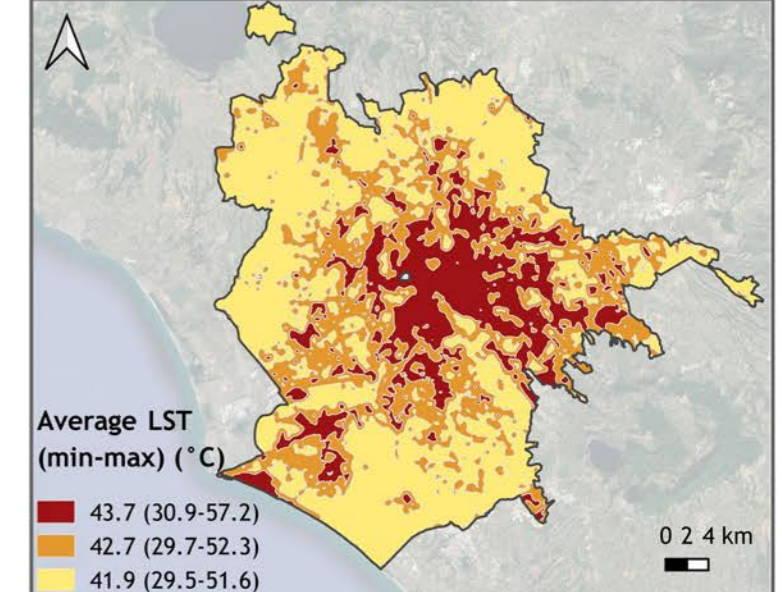 Average LST
(min-max) (°C)
43.7 (30.9-57.2)
42.7 (29.7-52.3)
41.9 (29.5-51.6)
0 2 4 km